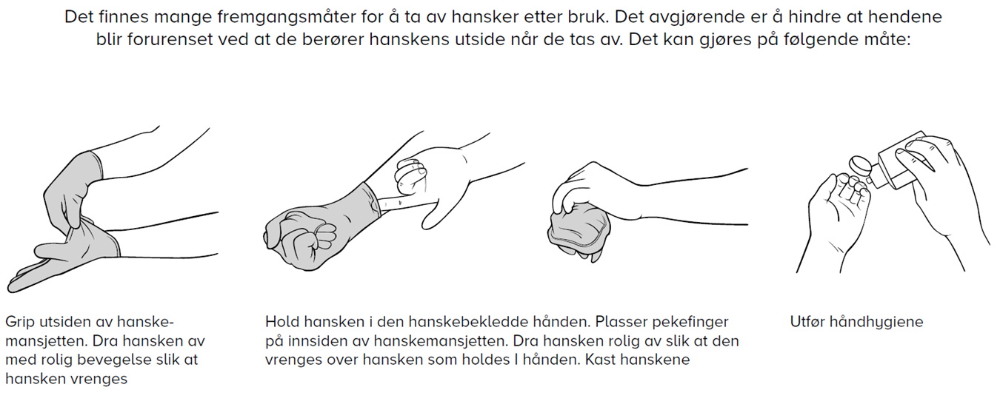 Det finnes mange fremgangsmåter for å ta av hansker etter bruk. Det avgjørende er å hindre at hendene
blir forurenset ved at de berører hanskens utside når de tas av. Det kan gjøres på følgende måte:
Grip utsiden av hanske-
mansjetten. Dra hansken av
med rolig bevegelse slik at
hansken vrenges
Hold hansken i den hanskebekledde hånden. Plasser pekefinger
på innsiden av hanskemansjetten. Dra hansken rolig av slik at den
vrenges over hansken som holdes I hånden. Kast hanskene
Utfør håndhygiene